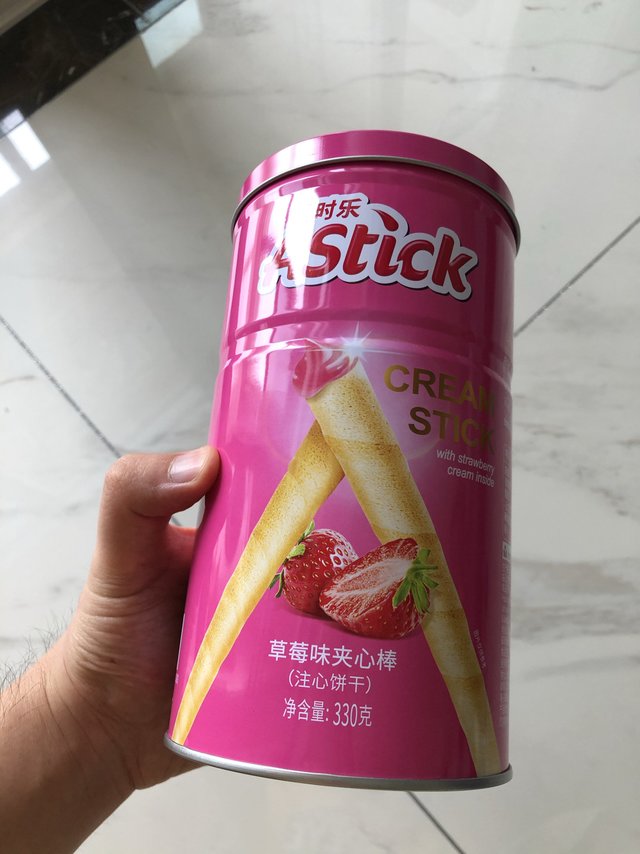 时乐
AStick
CREAM
STICK
with strawberry
cream inside
草莓味夹心棒
(注心饼干)
净含量: 330克